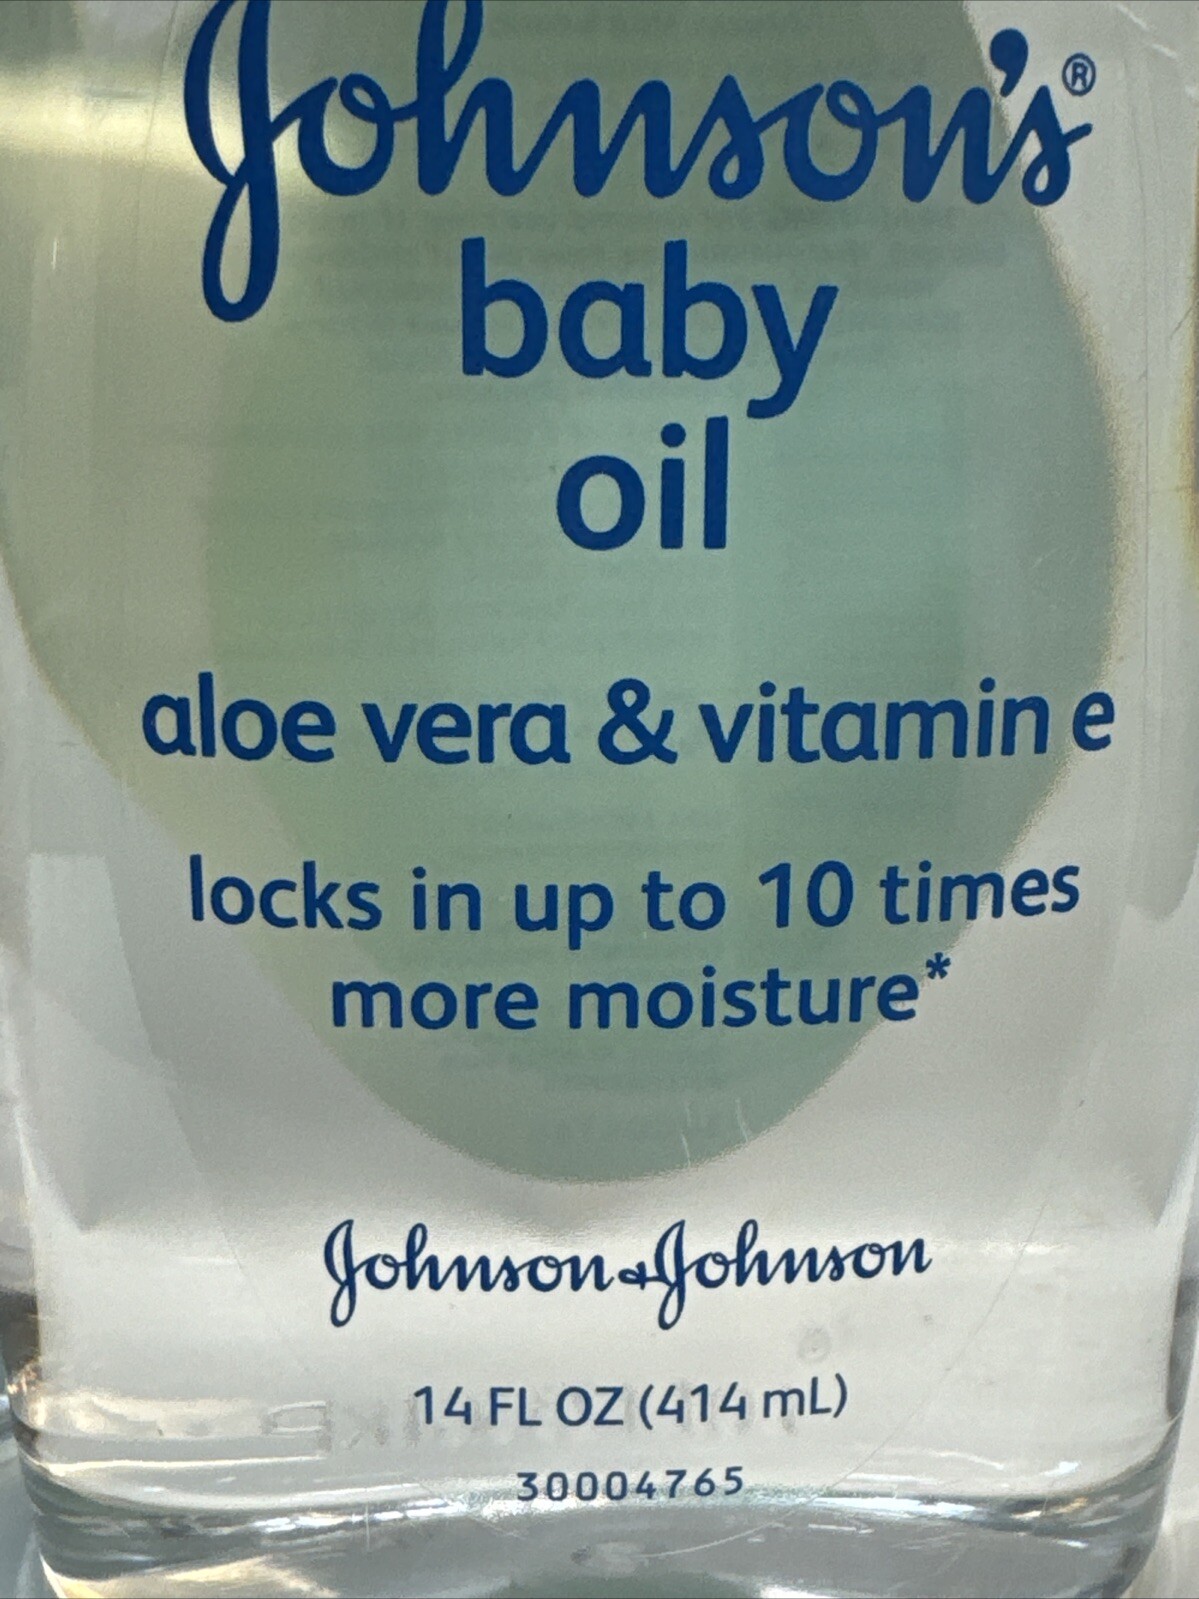 Johnson's®
baby
oil
aloe vera & vitamin e
locks in up to 10 times
more moisture*
Johnson & Johnson
14 FL OZ (414 mL)
30004765